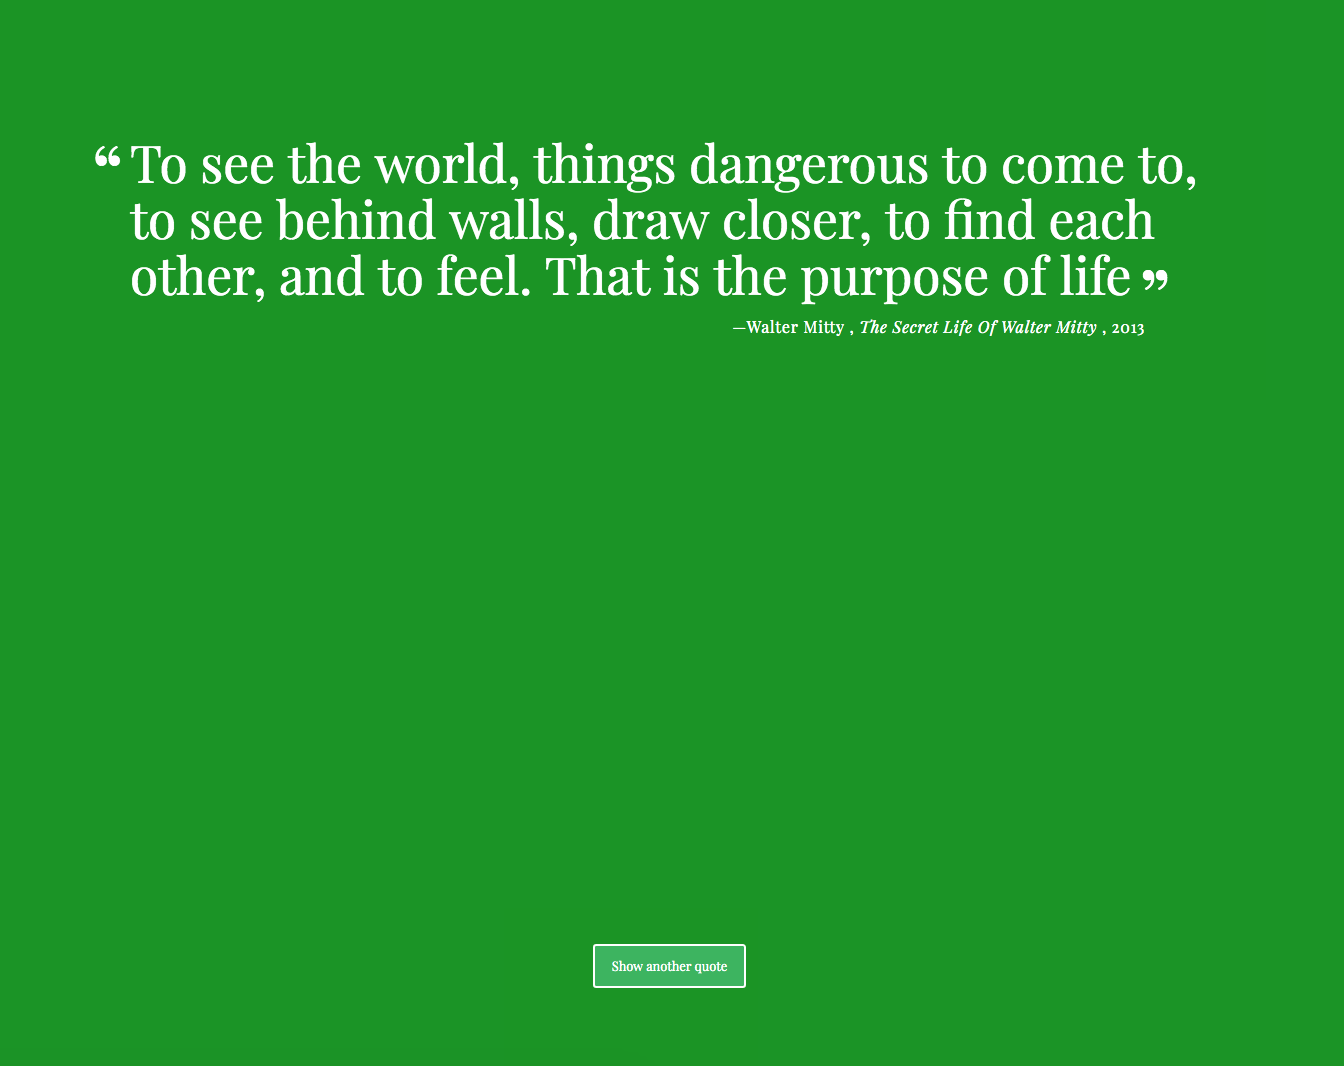 “ To see the world, things dangerous to come to,
to see behind walls, draw closer, to find each
other, and to feel. That is the purpose of life ”
—Walter Mitty , The Secret Life Of Walter Mitty , 2013
Show another quote